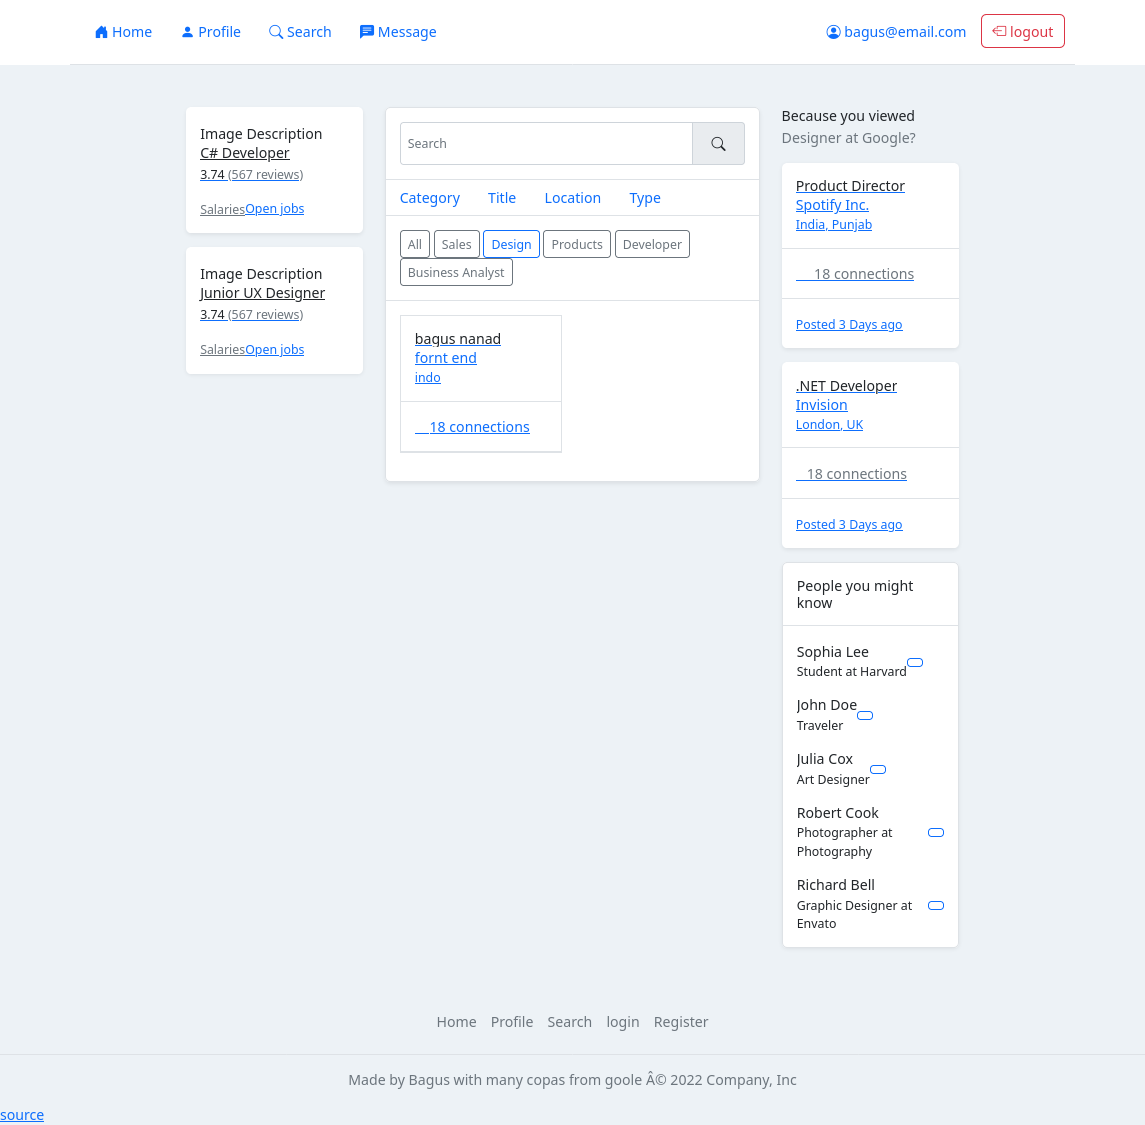 Home Profile Search Message bagus@email.com logout
Image Description
C# Developer
3.74 (567 reviews)
SalariesOpen jobs
Image Description
Junior UX Designer
3.74 (567 reviews)
SalariesOpen jobs
Search
Category Title Location Type
All Sales Design Products Developer
Business Analyst
bagus nanad
fornt end
indo
18 connections
Because you viewed
Designer at Google?
Product Director
Spotify Inc.
India, Punjab
18 connections
Posted 3 Days ago
.NET Developer
Invision
London, UK
18 connections
Posted 3 Days ago
People you might
know
Sophia Lee
Student at Harvard
John Doe
Traveler
Julia Cox
Art Designer
Robert Cook
Photographer at
Photography
Richard Bell
Graphic Designer at
Envato
Home Profile Search login Register
Made by Bagus with many copas from goole Â© 2022 Company, Inc
source